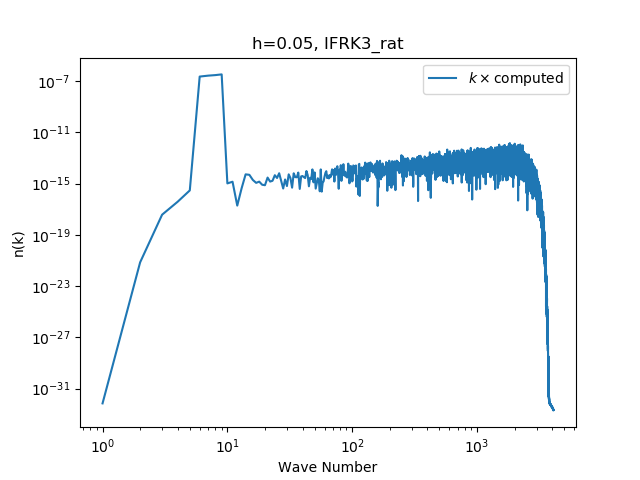 h=0.05, IFRK3_rat
k × computed
n(k)
10⁻⁷
10⁻¹¹
10⁻¹⁵
10⁻¹⁹
10⁻²³
10⁻²⁷
10⁻³¹
10⁰ 10¹ 10² 10³
Wave Number